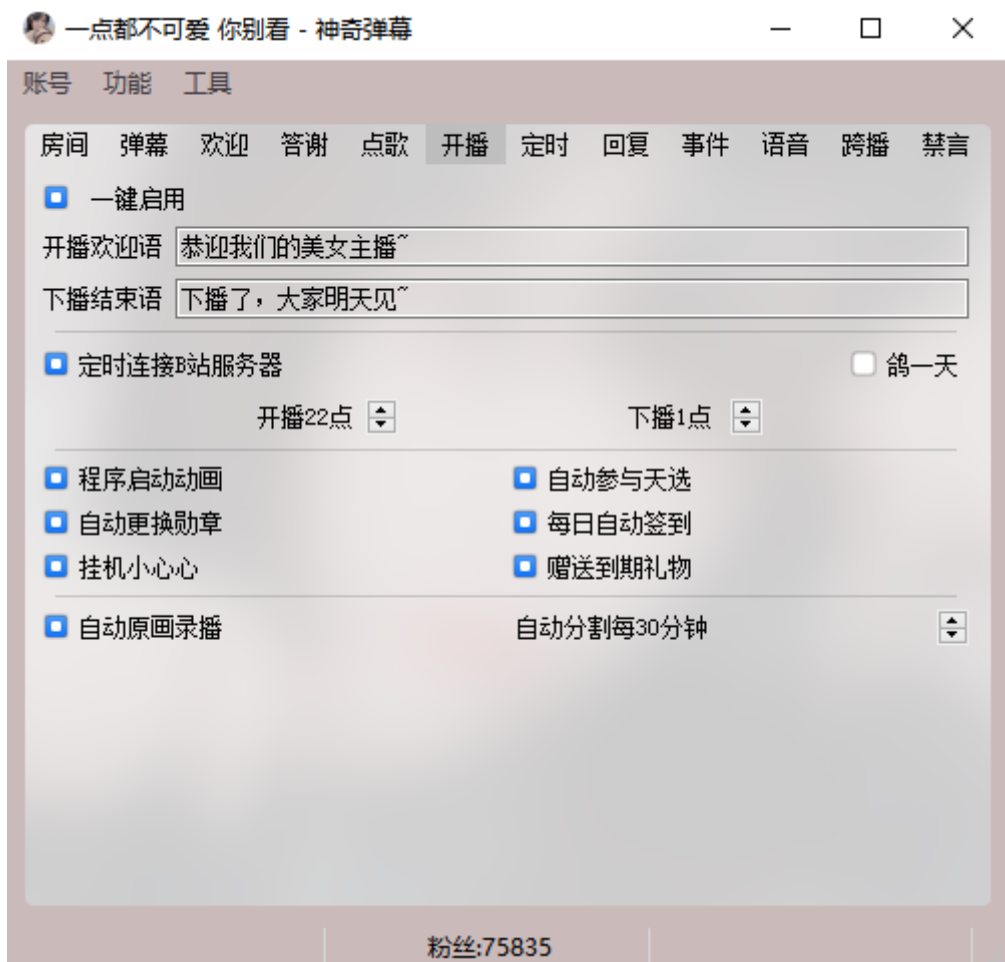 一点都不可爱 你别看 - 神奇弹幕
账号 功能 工具
房间 弹幕 欢迎 答谢 点歌 开播 定时 回复 事件 语音 跨播 禁言
一键启用
开播欢迎语 恭迎我们的美女主播~
下播结束语 下播了，大家明天见~
定时连接B站服务器 鸽一天
开播22点 下播1点
程序启动动画 自动参与天选
自动更换勋章 每日自动签到
挂机小心心 赠送到期礼物
自动原画录播 自动分割每30分钟
粉丝:75835